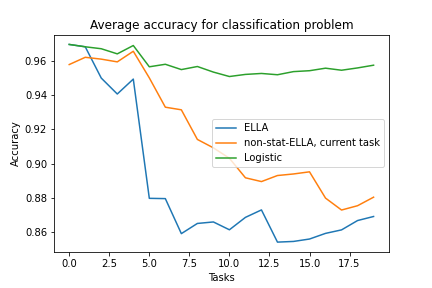 Average accuracy for classification problem
Accuracy
0.96
0.94
0.92
0.90
0.88
0.86
ELLA
non-stat-ELLA, current task
Logistic
0.0 2.5 5.0 7.5 10.0 12.5 15.0 17.5
Tasks